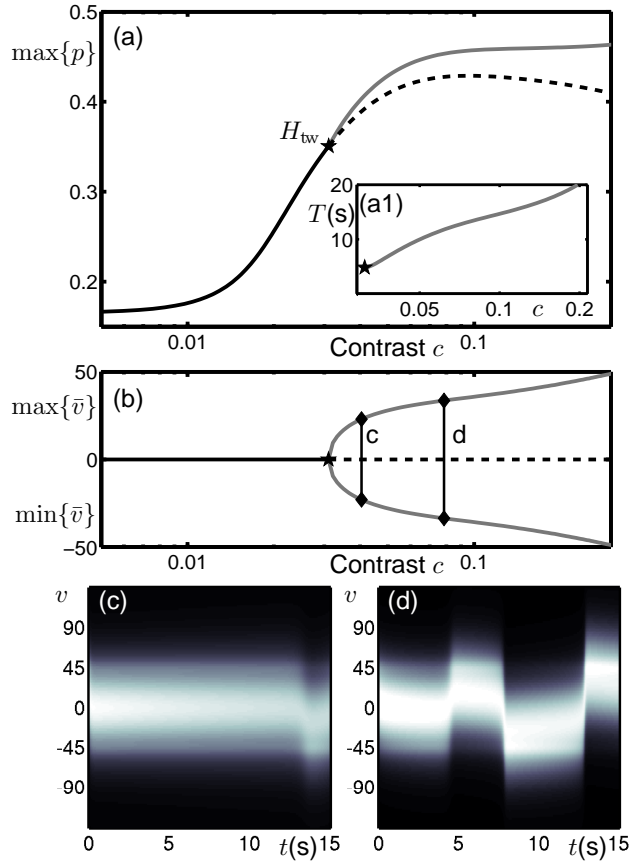 0.5
max{p}
(a)
0.4
H_tw
0.3
20
T(s)
(a1)
10
0.2
0.05
0.1
c
0.2
0.01
Contrast c
0.1
50
max{v̄}
(b)
c
d
0
min{v̄}
−50
0.01
Contrast c
0.1
v
(c)
v
(d)
90
90
45
45
0
0
-45
-45
-90
-90
0
5
10
t(s)
15
0
5
10
t(s)
15